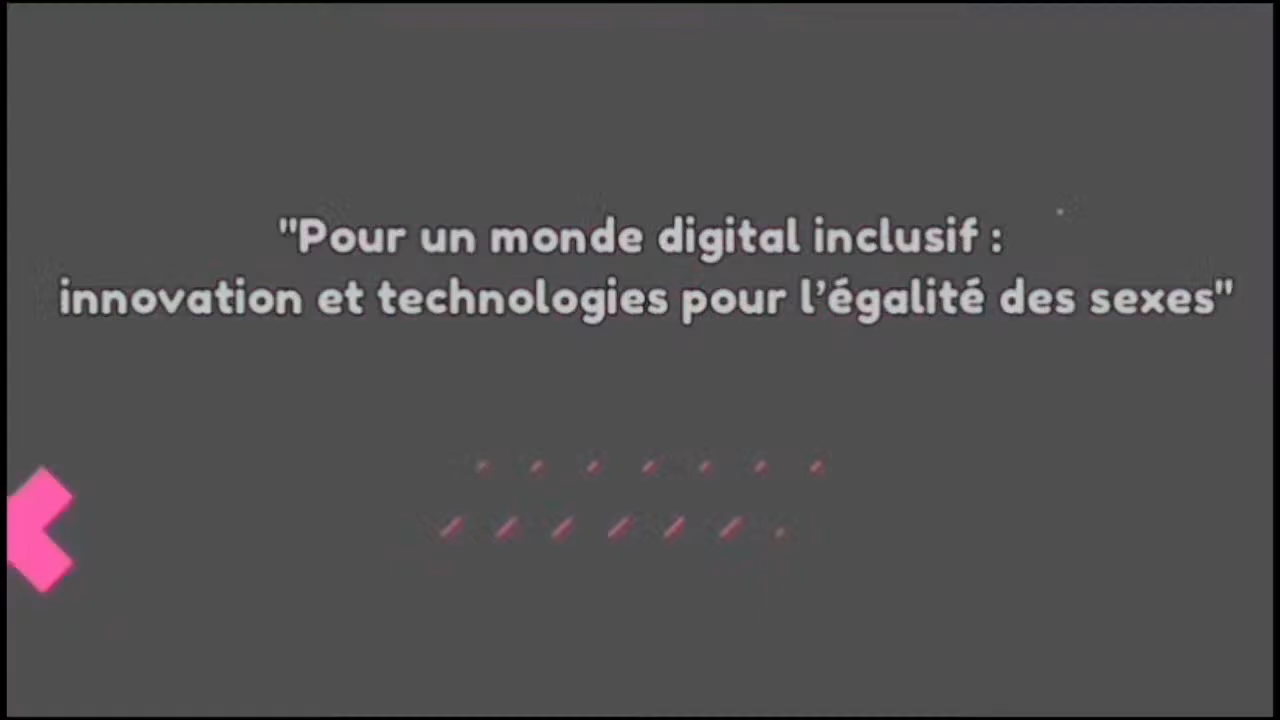 "Pour un monde digital inclusif :
innovation et technologies pour l’égalité des sexes"